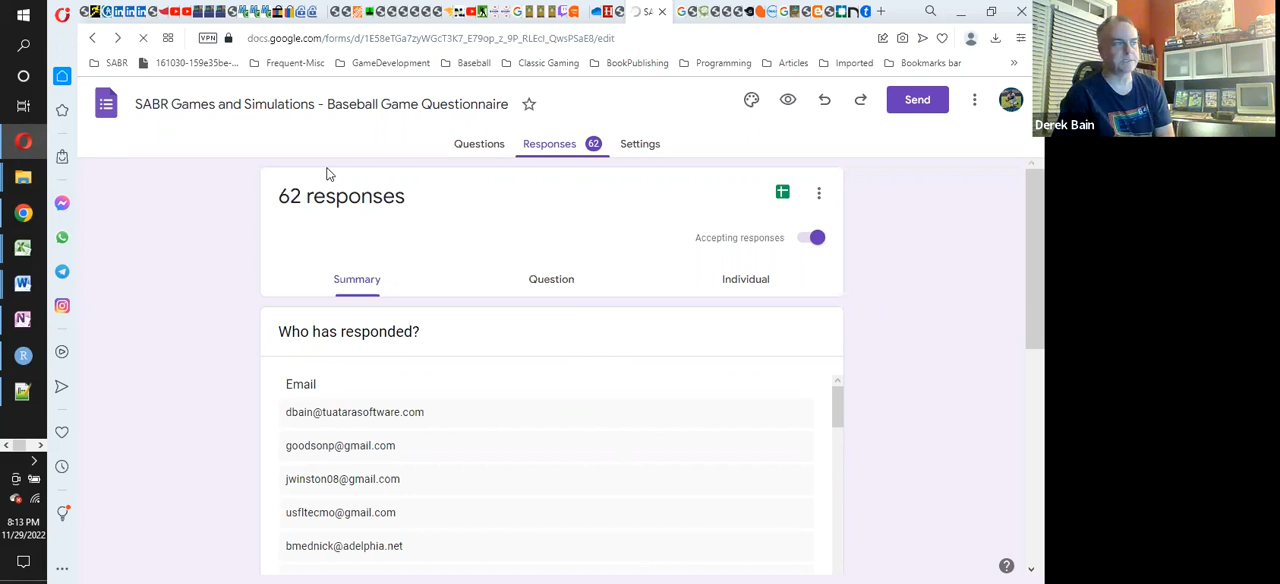 VPN docs.google.com/forms/d/1E58eTGa7zyWGcT3K7_E79op_z_9P_RLEcI_QwsPSaE8/edit
SABR 161030-159e35be-... Frequent-Misc GameDevelopment Baseball Classic Gaming BookPublishing Programming Articles Imported Bookmarks bar »
SABR Games and Simulations - Baseball Game Questionnaire
Send
Derek Bain
Questions Responses 62 Settings
62 responses
Accepting responses
Summary Question Individual
Who has responded?
Email
dbain@tuatarasoftware.com
goodsonp@gmail.com
jwinston08@gmail.com
usfltecmo@gmail.com
bmednick@adelphia.net
8:13 PM
11/29/2022